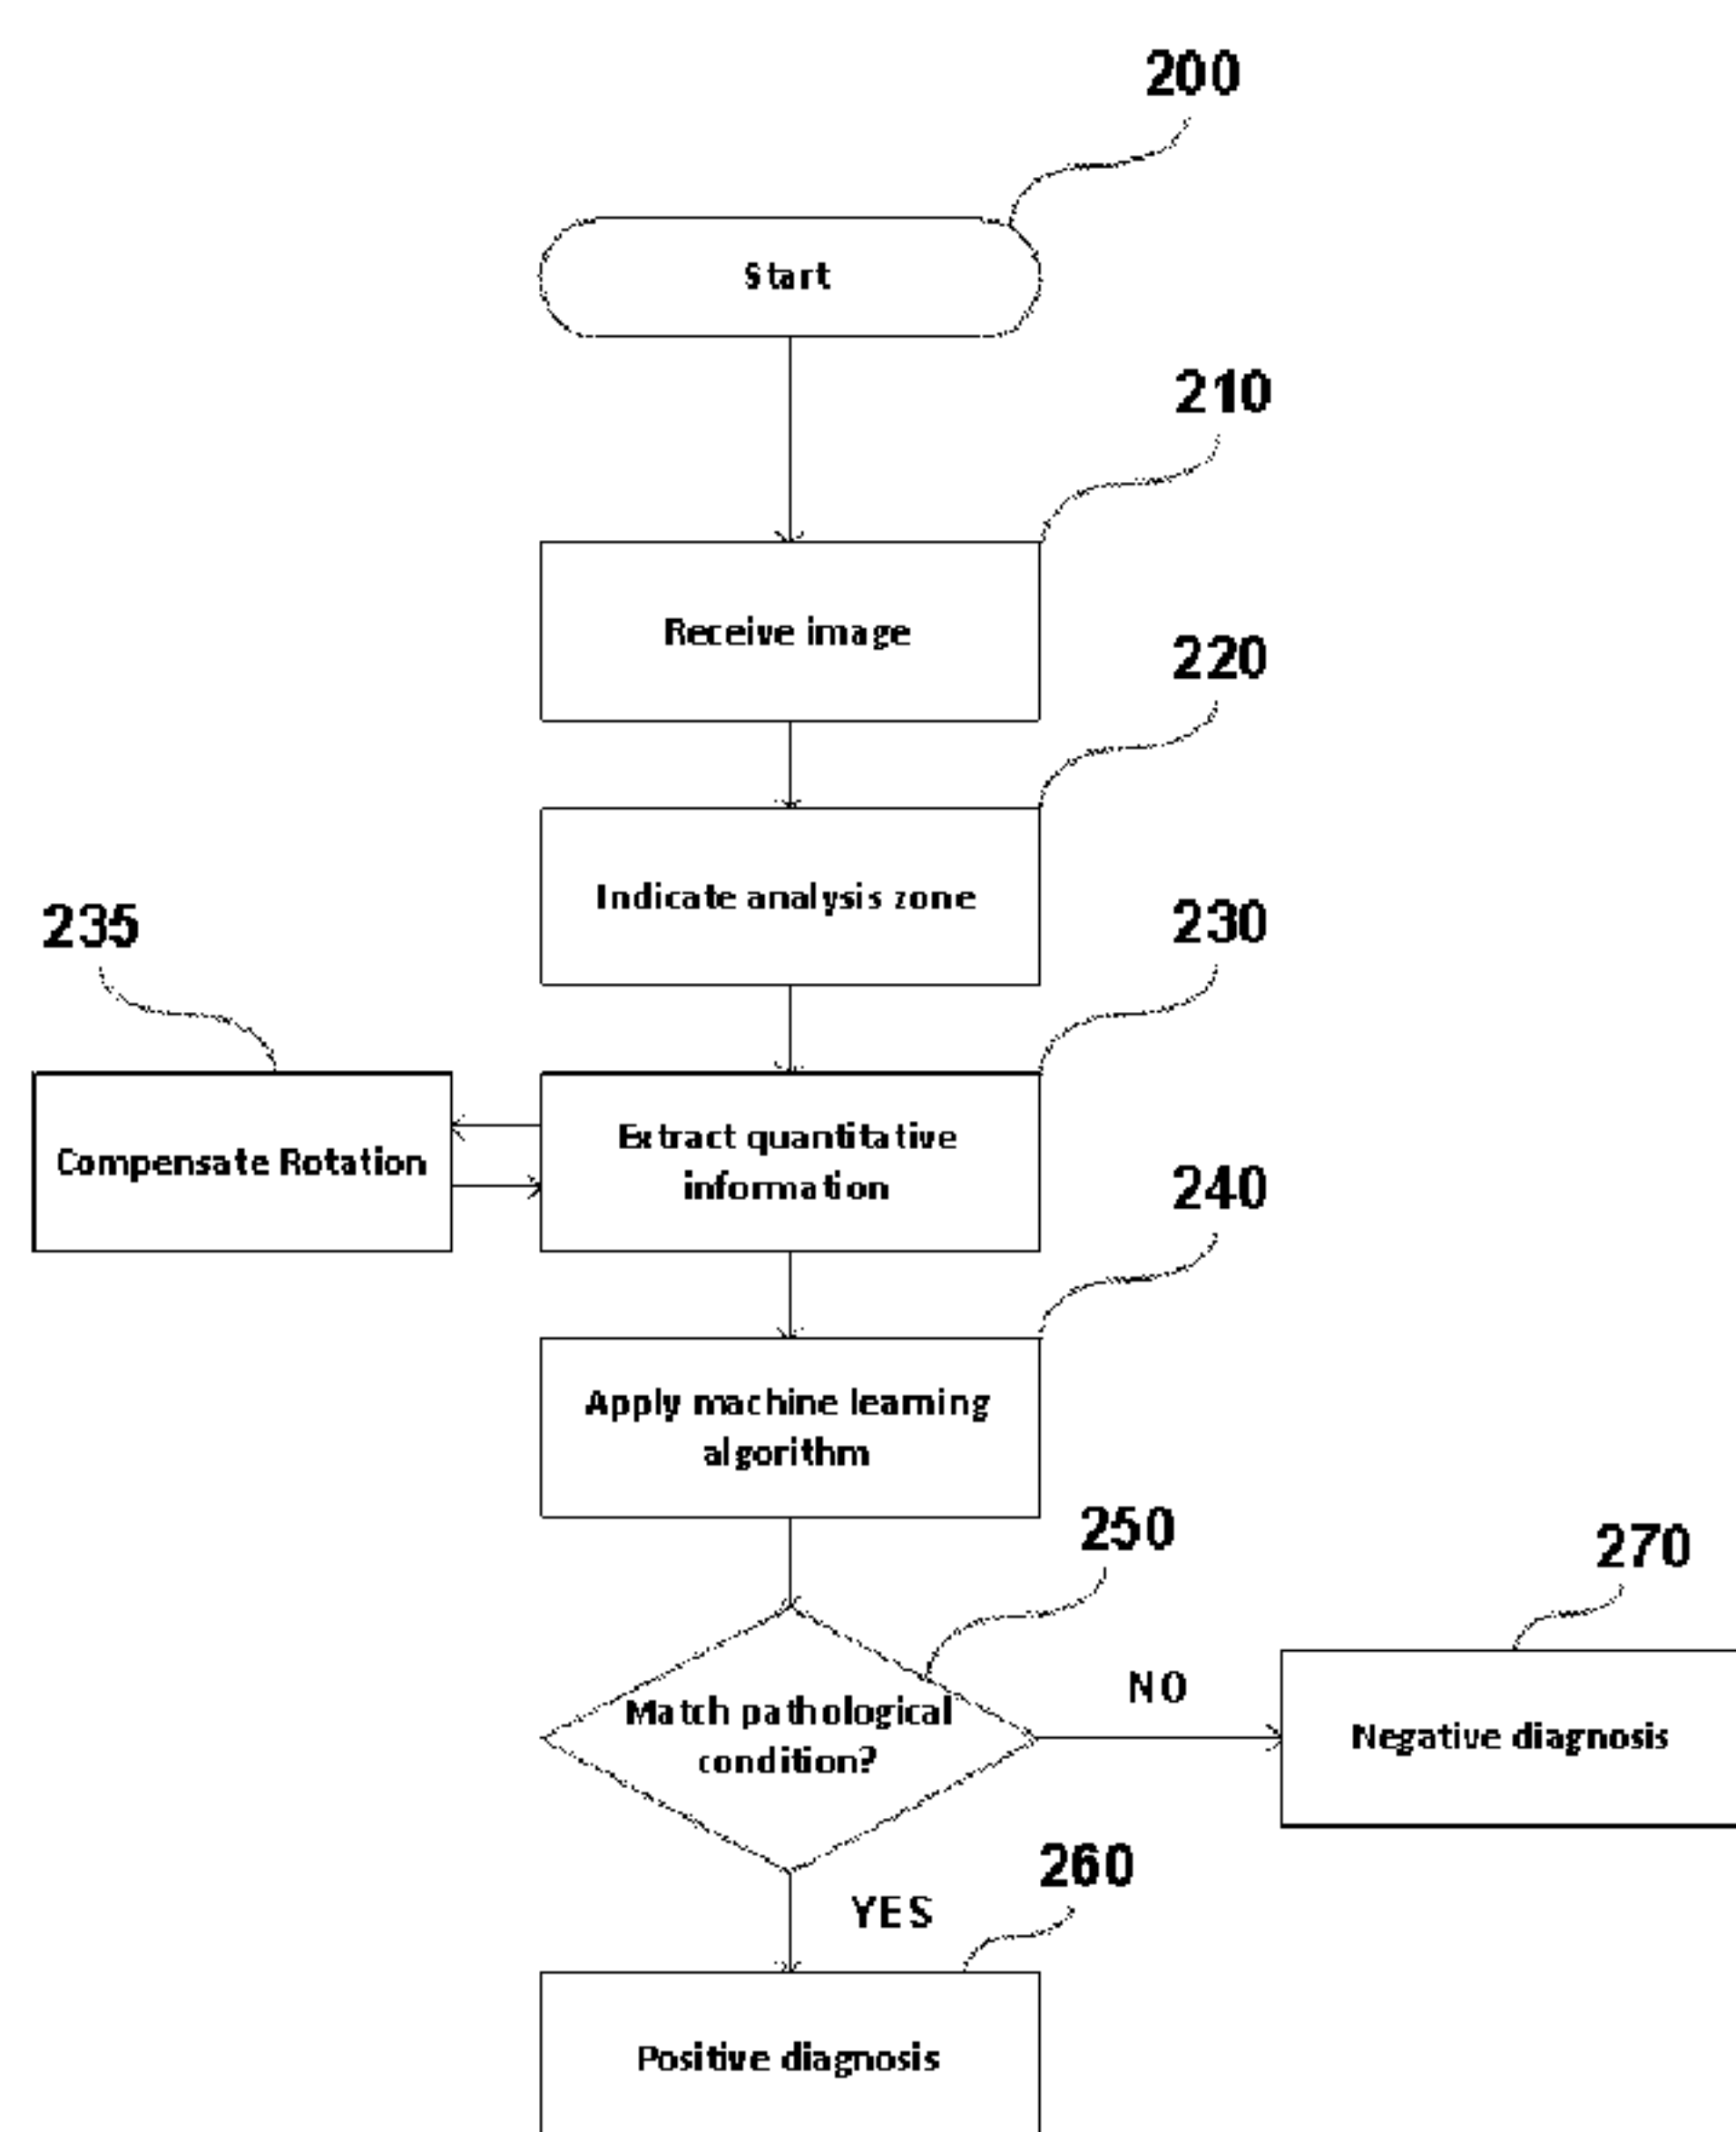 200
Start
210
Receive image
220
Indicate analysis zone
235
230
Compensate Rotation
Extract quantitative
information
240
Apply machine learning
algorithm
250
270
Match pathological
condition?
NO
Negative diagnosis
260
YES
Positive diagnosis